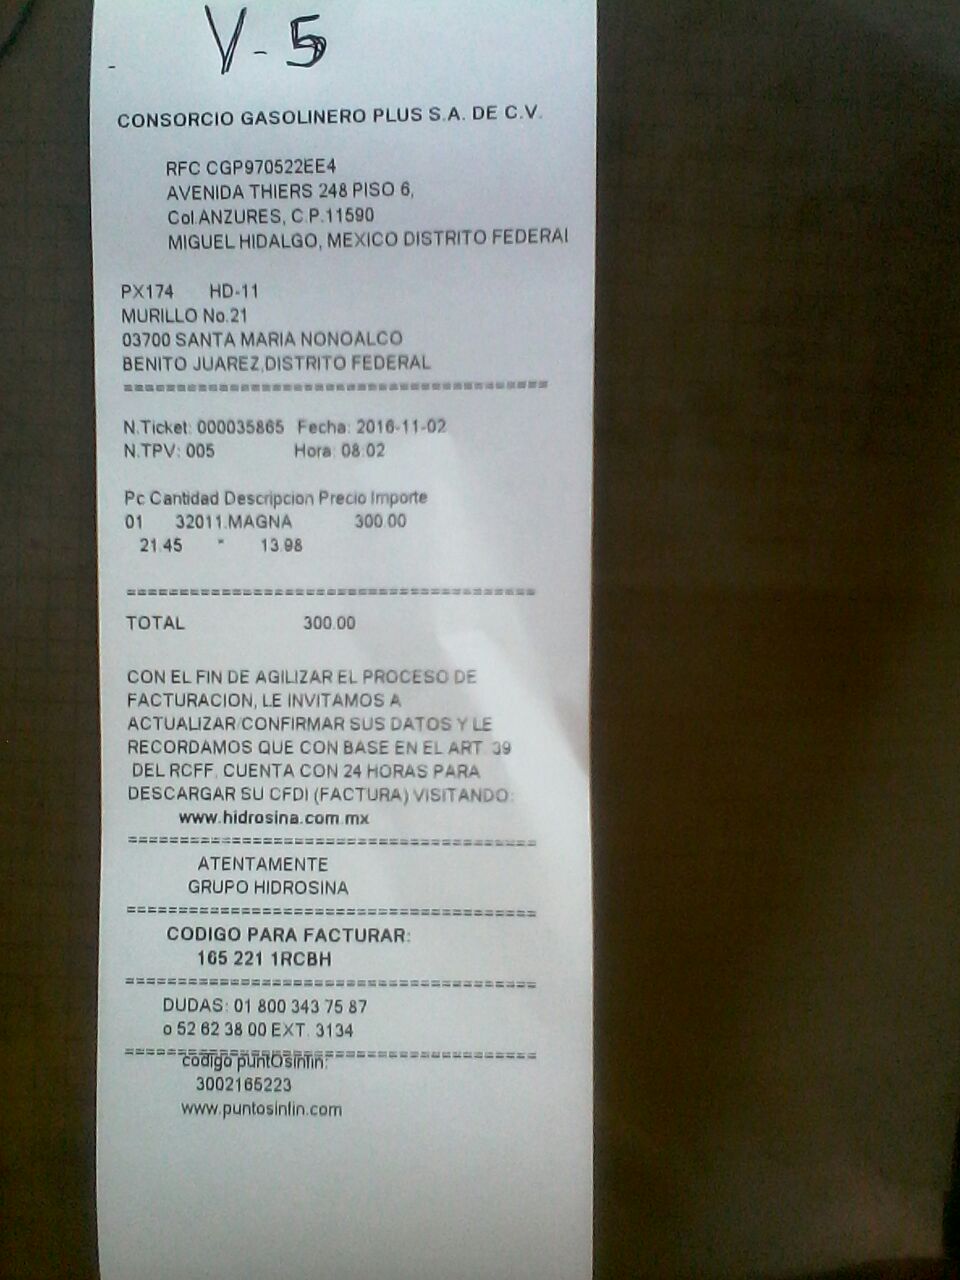 V-5
CONSORCIO GASOLINERO PLUS S.A. DE C.V.
RFC CGP970522EE4
AVENIDA THIERS 248 PISO 6,
Col.ANZURES, C.P.11590
MIGUEL HIDALGO, MEXICO DISTRITO FEDERAl
PX174 HD-11
MURILLO No.21
03700 SANTA MARIA NONOALCO
BENITO JUAREZ,DISTRITO FEDERAL
========================================
N.Ticket: 000035865 Fecha: 2016-11-02
N.TPV: 005 Hora: 08:02
Pc Cantidad Descripcion Precio Importe
01 32011.MAGNA 300.00
21.45 * 13.98
========================================
TOTAL 300.00
CON EL FIN DE AGILIZAR EL PROCESO DE
FACTURACION, LE INVITAMOS A
ACTUALIZAR/CONFIRMAR SUS DATOS Y LE
RECORDAMOS QUE CON BASE EN EL ART. 39
DEL RCFF, CUENTA CON 24 HORAS PARA
DESCARGAR SU CFDI (FACTURA) VISITANDO:
www.hidrosina.com.mx
========================================
ATENTAMENTE
GRUPO HIDROSINA
========================================
CODIGO PARA FACTURAR:
165 221 1RCBH
========================================
DUDAS: 01 800 343 75 87
o 52 62 38 00 EXT. 3134
========================================
codigo puntOsinfin:
3002165223
www.puntosinfin.com